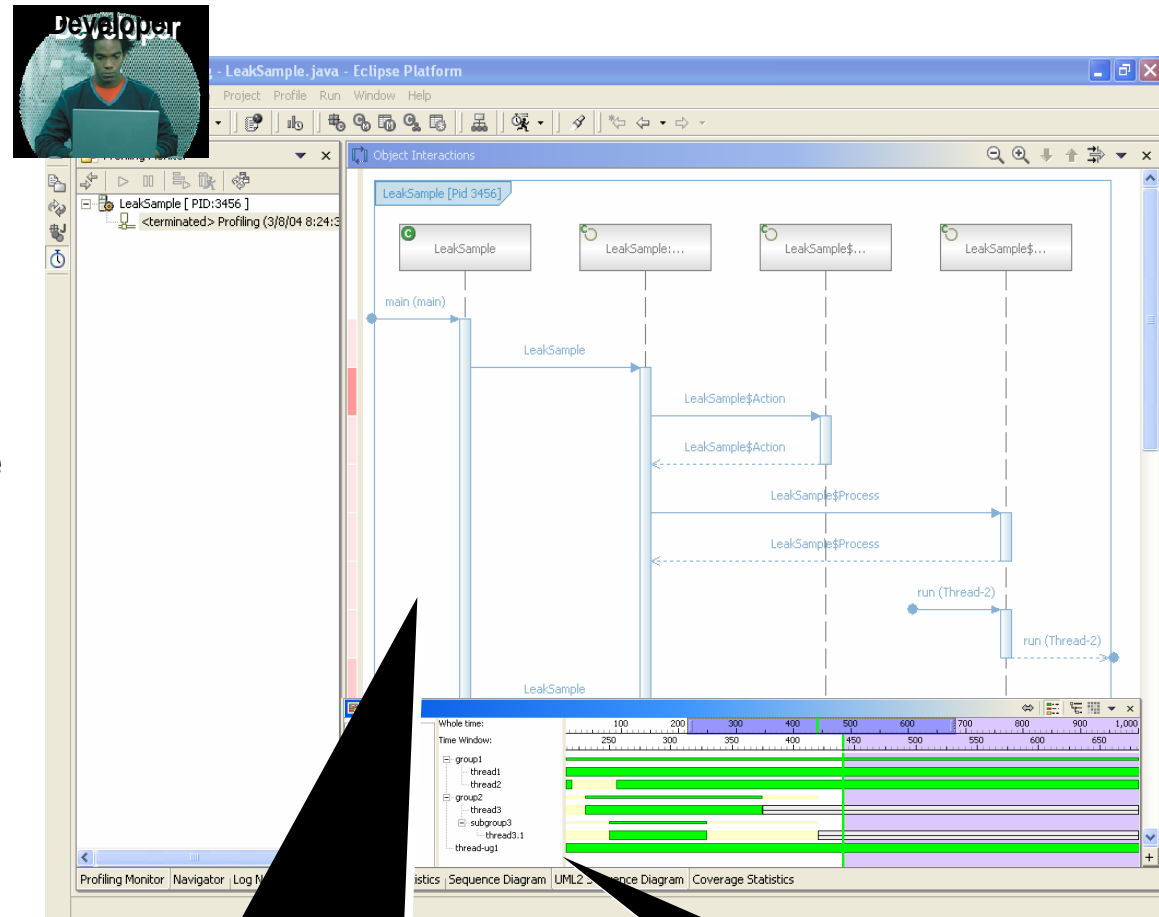 Developer
- LeakSample.java - Eclipse Platform
Project Profile Run Window Help
Object Interactions
LeakSample [ PID:3456 ]
<terminated> Profiling (3/8/04 8:24:3
LeakSample [Pid 3456]
LeakSample
LeakSample:...
LeakSample$...
LeakSample$...
main (main)
LeakSample
LeakSample$Action
LeakSample$Action
LeakSample$Process
LeakSample$Process
run (Thread-2)
run (Thread-2)
LeakSample
Whole time:
100 200 300 400 500 600 700 800 900 1,000
Time Window:
250 300 350 400 450 500 550 600 650
group1
thread1
thread2
group2
thread3
subgroup3
thread3.1
thread-ug1
Profiling Monitor Navigator Log
Sequence Diagram UML2 Diagram Coverage Statistics